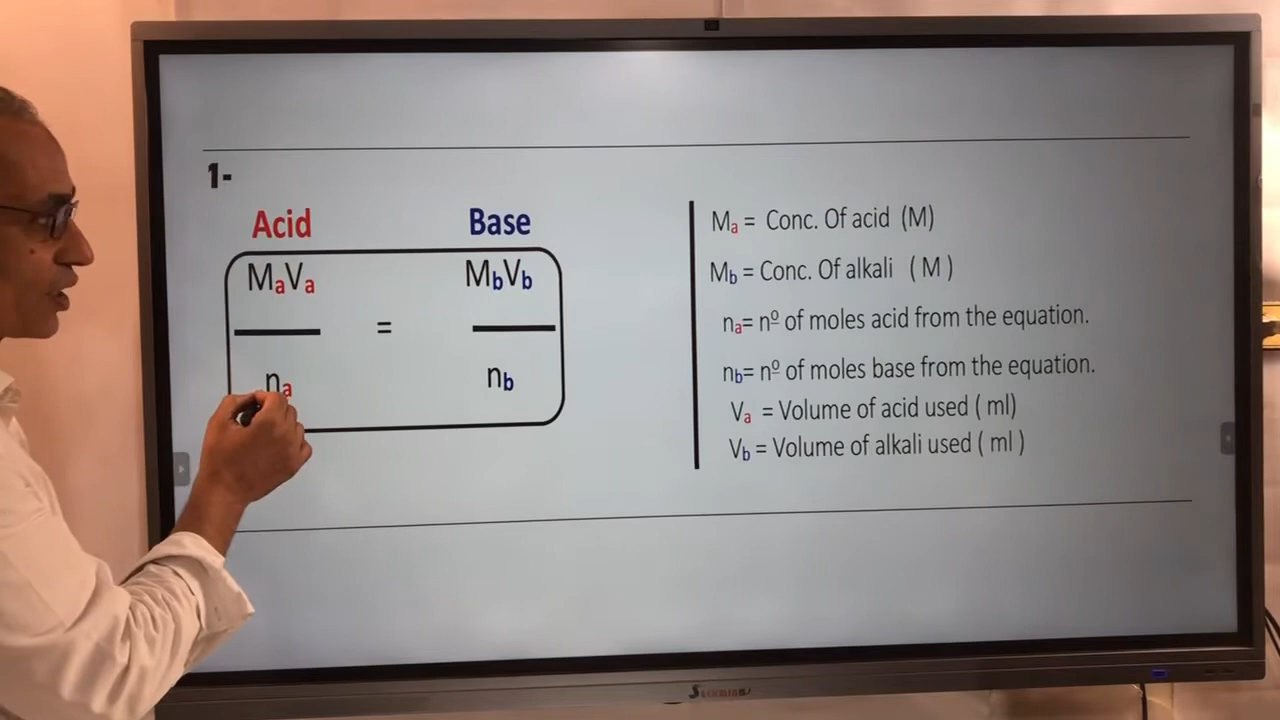 1-
Acid Base
MaVa = MbVb
na nb
Ma = Conc. Of acid (M)
Mb = Conc. Of alkali ( M )
na= nº of moles acid from the equation.
nb= nº of moles base from the equation.
Va = Volume of acid used ( ml)
Vb = Volume of alkali used ( ml )